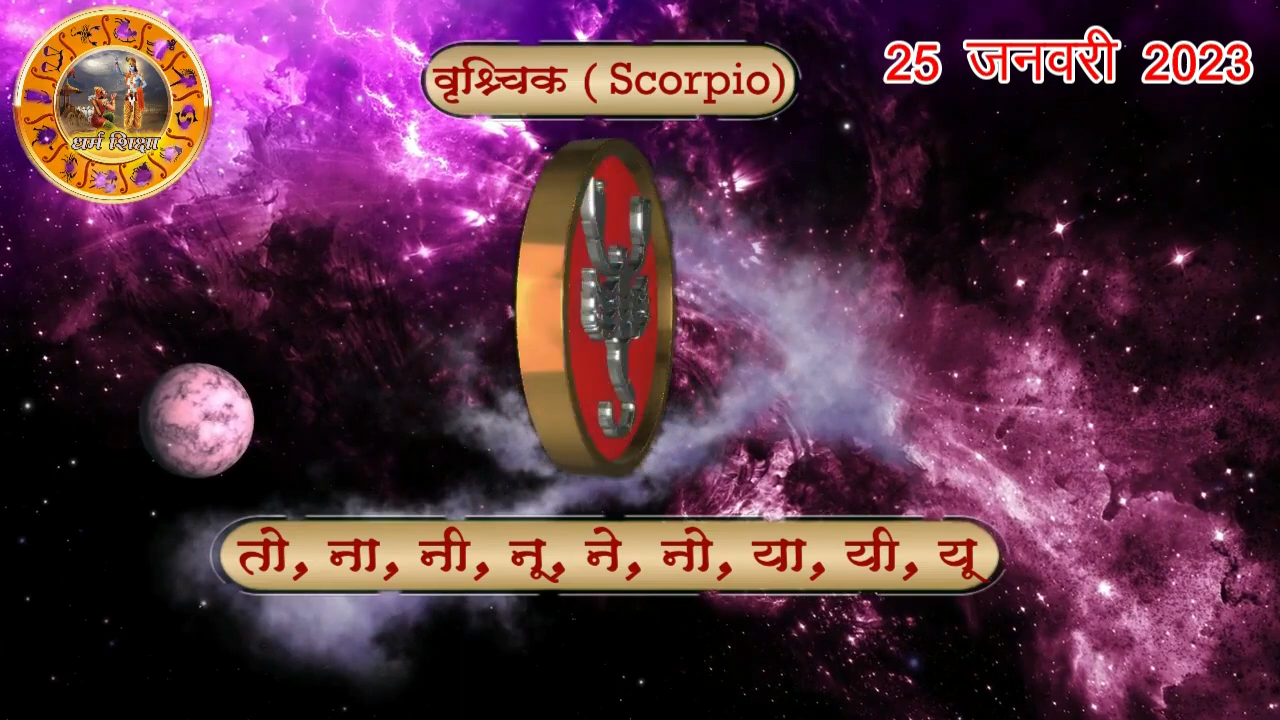 वृश्चिक ( Scorpio)
25 जनवरी 2023
धर्म शिक्षा
तो, ना, नी, नू, ने, नो, या, यी, यू